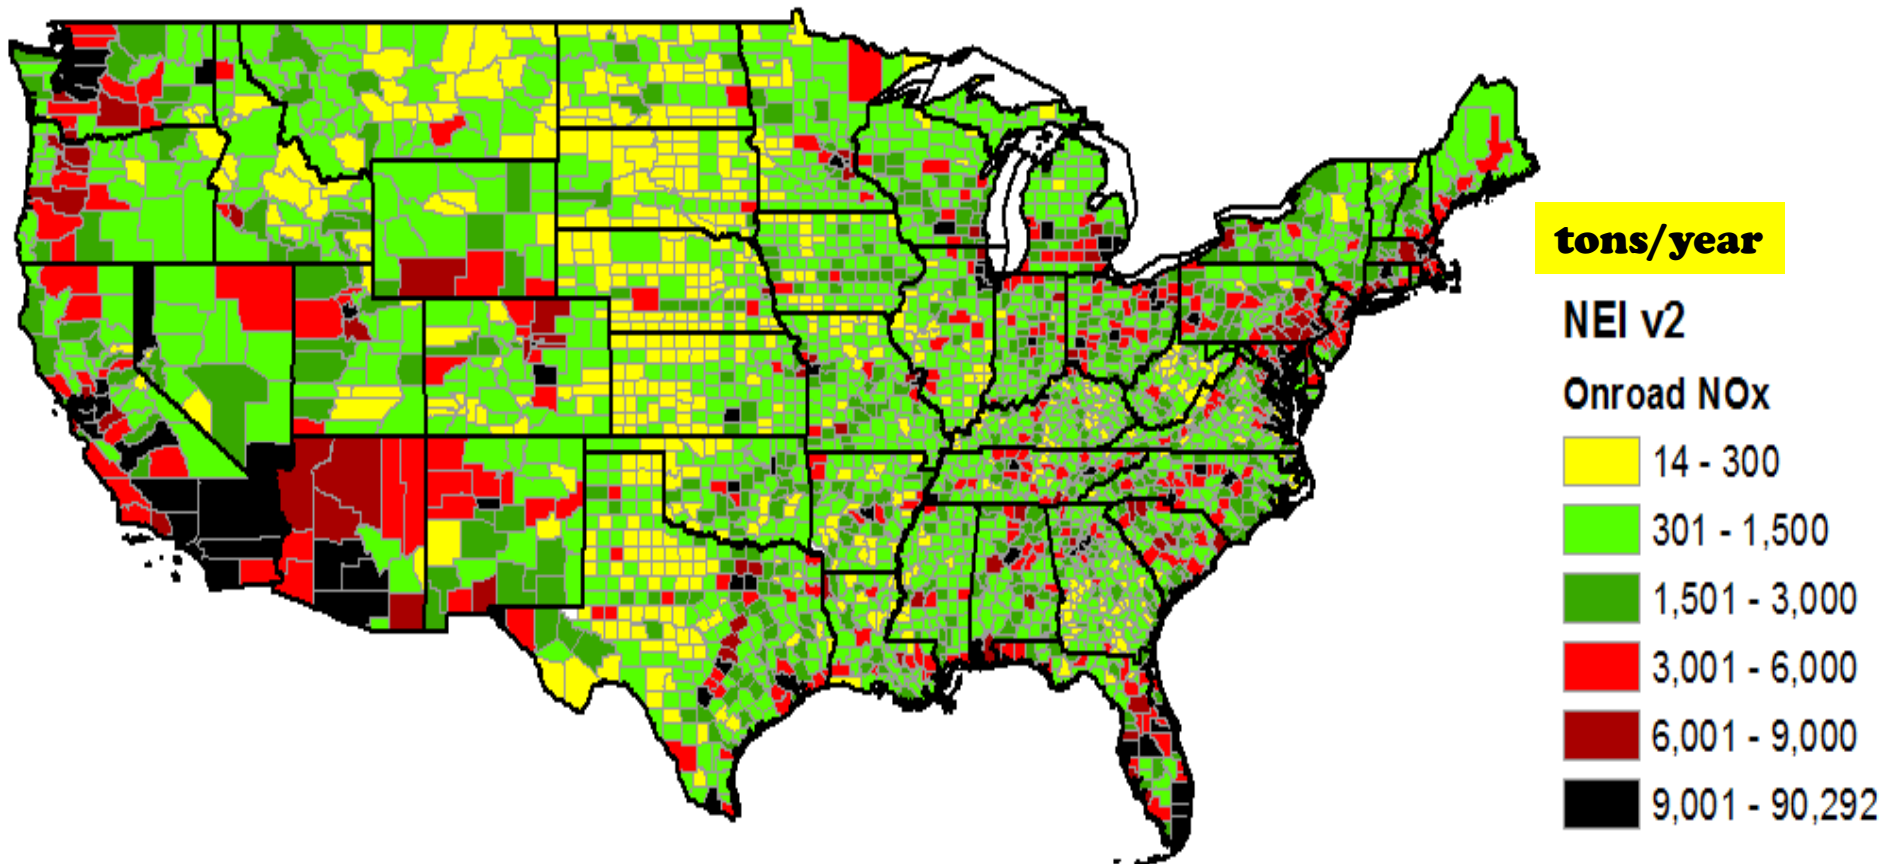 tons/year
NEI v2
Onroad NOx
14 - 300
301 - 1,500
1,501 - 3,000
3,001 - 6,000
6,001 - 9,000
9,001 - 90,292